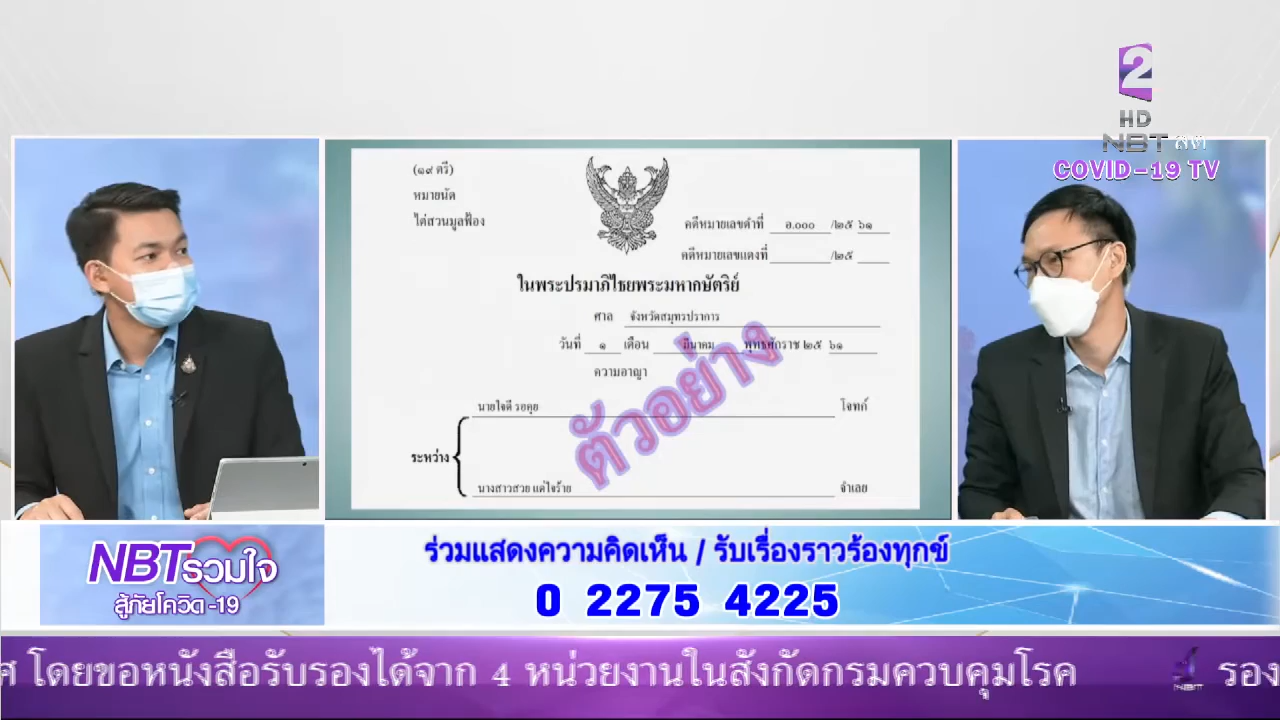 2
HD
NBT สด
COVID-19 TV
(๑๙ ตรี)
หมายนัด
ไต่สวนมูลฟ้อง
คดีหมายเลขดำที่ อ.๐๐๐ /๒๕ ๖๑
คดีหมายเลขแดงที่ /๒๕
ในพระปรมาภิไธยพระมหากษัตริย์
ศาล จังหวัดสมุทรปราการ
วันที่ ๑ เดือน มีนาคม พุทธศักราช ๒๕ ๖๑
ความอาญา
นายใจดี รอคุย โจทก์
ระหว่าง
นางสาวสวย แต่ใจร้าย จำเลย
ตัวอย่าง
NBTรวมใจ
สู้ภัยโควิด-19
ร่วมแสดงความคิดเห็น / รับเรื่องราวร้องทุกข์
0 2275 4225
ศ โดยขอหนังสือรับรองได้จาก 4 หน่วยงานในสังกัดกรมควบคุมโรค NBT รอง